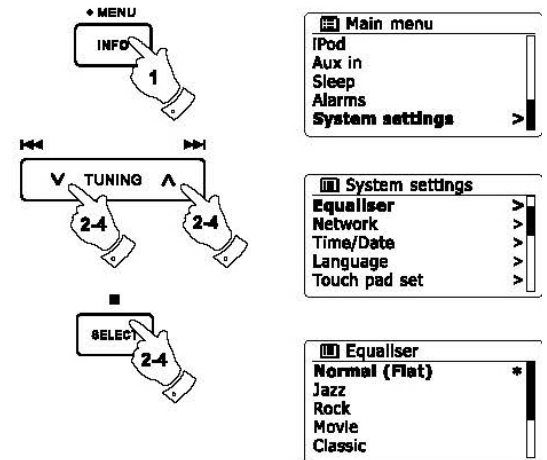 MENU
INFO
1
TUNING
2-4
2-4
SELECT
2-4
Main menu
iPod
Aux in
Sleep
Alarms
System settings >
System settings
Equaliser >
Network >
Time/Date >
Language >
Touch pad set >
Equaliser
Normal (Flat) *
Jazz
Rock
Movie
Classic